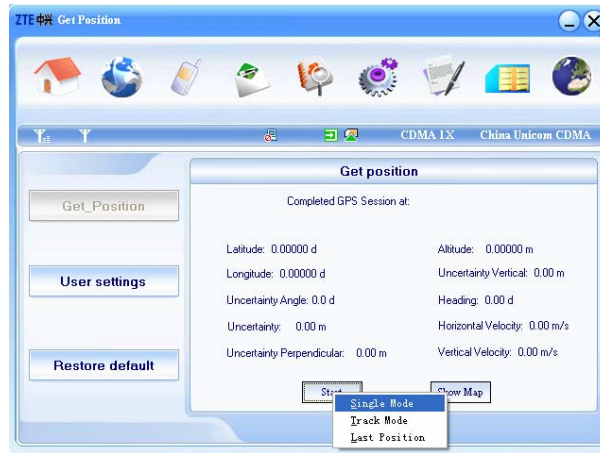 ZTE中兴 Get Position
CDMA 1X China Unicom CDMA
Get position
Get_Position
User settings
Restore default
Completed GPS Session at:
Latitude: 0.00000 d
Altitude: 0.00000 m
Longitude: 0.00000 d
Uncertainty Vertical: 0.00 m
Uncertainty Angle: 0.0 d
Heading: 0.00 d
Uncertainty: 0.00 m
Horizontal Velocity: 0.00 m/s
Uncertainty Perpendicular: 0.00 m
Vertical Velocity: 0.00 m/s
Start
Show Map
Single Mode
Track Mode
Last Position